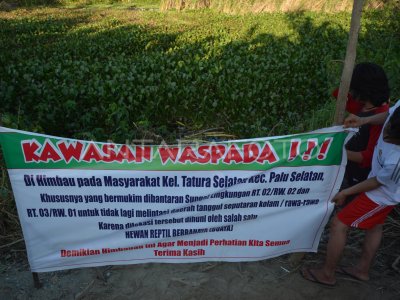 KAWASAN WASPADA !!!
Di Himbau pada Masyarakat Kel. Tatura Selatan Kec. Palu Selatan,
Khususnya yang bermukim dibantaran Sungai lingkungan RT. 02/RW. 02 dan
RT. 03/RW. 01 untuk tidak lagi melintasi daerah tanggul seputaran kolam / rawa-rawa
Karena dilokasi tersebut dihuni oleh salah satu
HEWAN REPTIL BERBAHAYA (BUAYA)
Demikian Himbauan ini Agar Menjadi Perhatian Kita Semua
Terima Kasih